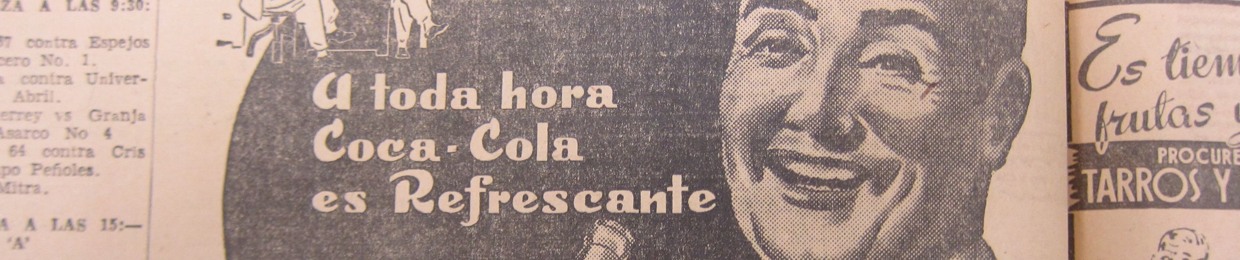 ZA A LAS 9:30:
37 contra Espejos
cero No. 1.
a contra Univer-
Abril.
errey vs Granja
Asarco No 4
64 contra Cris
po Peñoles.
Mitra.
A A LAS 15:—
'A'
A toda hora
Coca-Cola
es Refrescante
Es tiem
frutas y
PROCURE
TARROS Y